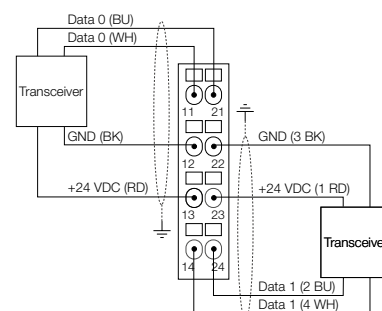 Data 0 (BU)
Data 0 (WH)
Transceiver
11 21
GND (BK)
GND (3 BK)
12 22
+24 VDC (RD)
+24 VDC (1 RD)
13 23
Transceive
14 24
Data 1 (2 BU)
Data 1 (4 WH)